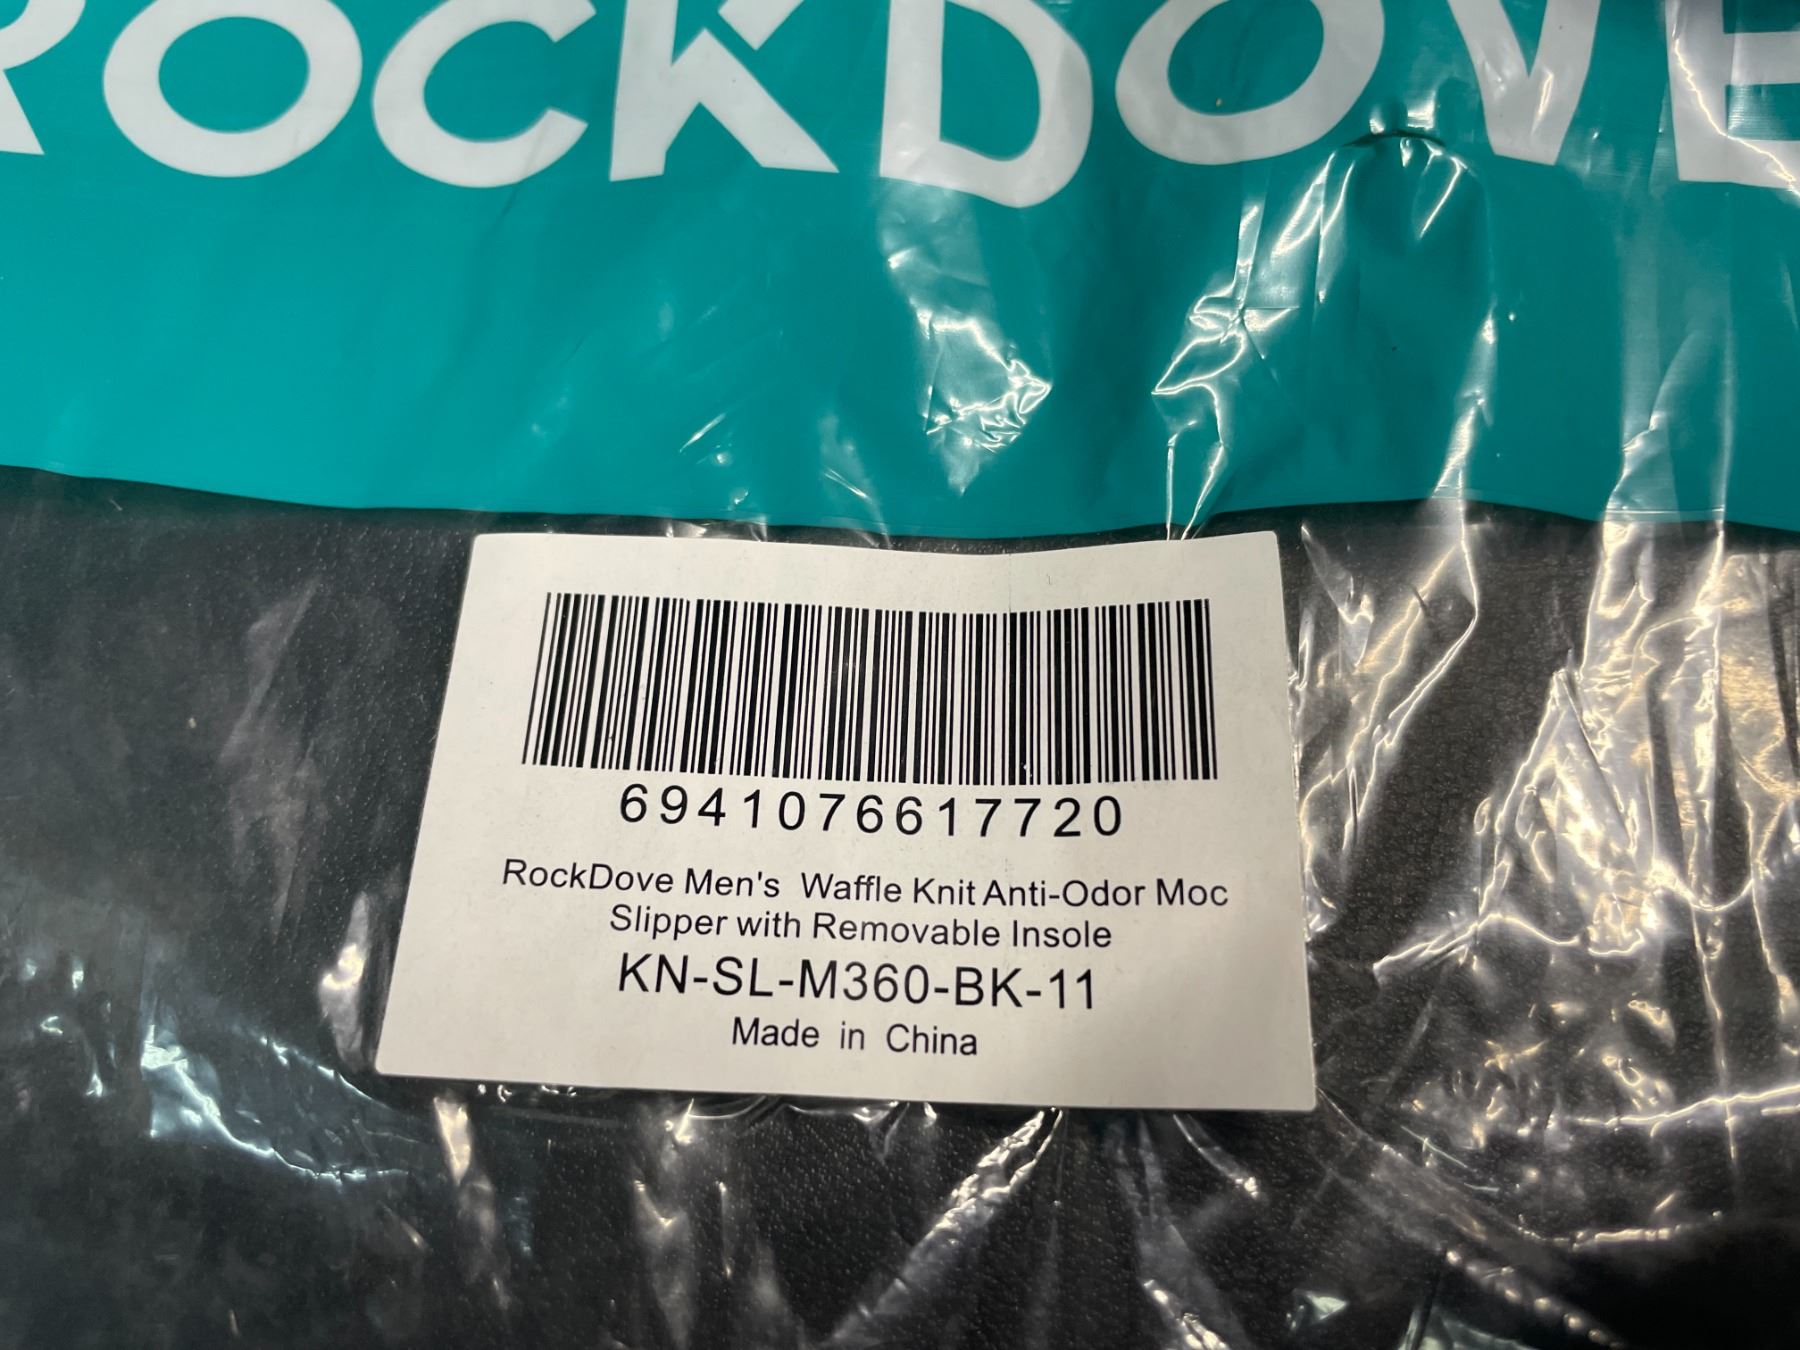 ROCKDOVE
6941076617720
RockDove Men's Waffle Knit Anti-Odor Moc
Slipper with Removable Insole
KN-SL-M360-BK-11
Made in China